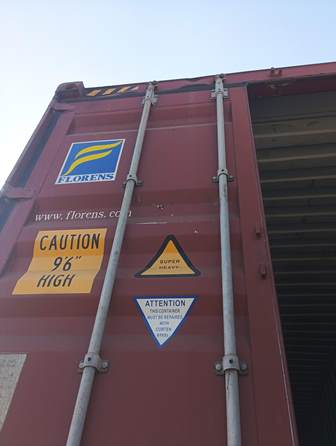 FLORENS
www.florens.com
CAUTION
9'6"
HIGH
SUPER
HEAVY
ATTENTION
THIS CONTAINER
MUST BE REPAIRED
WITH
CORTEN
STEEL